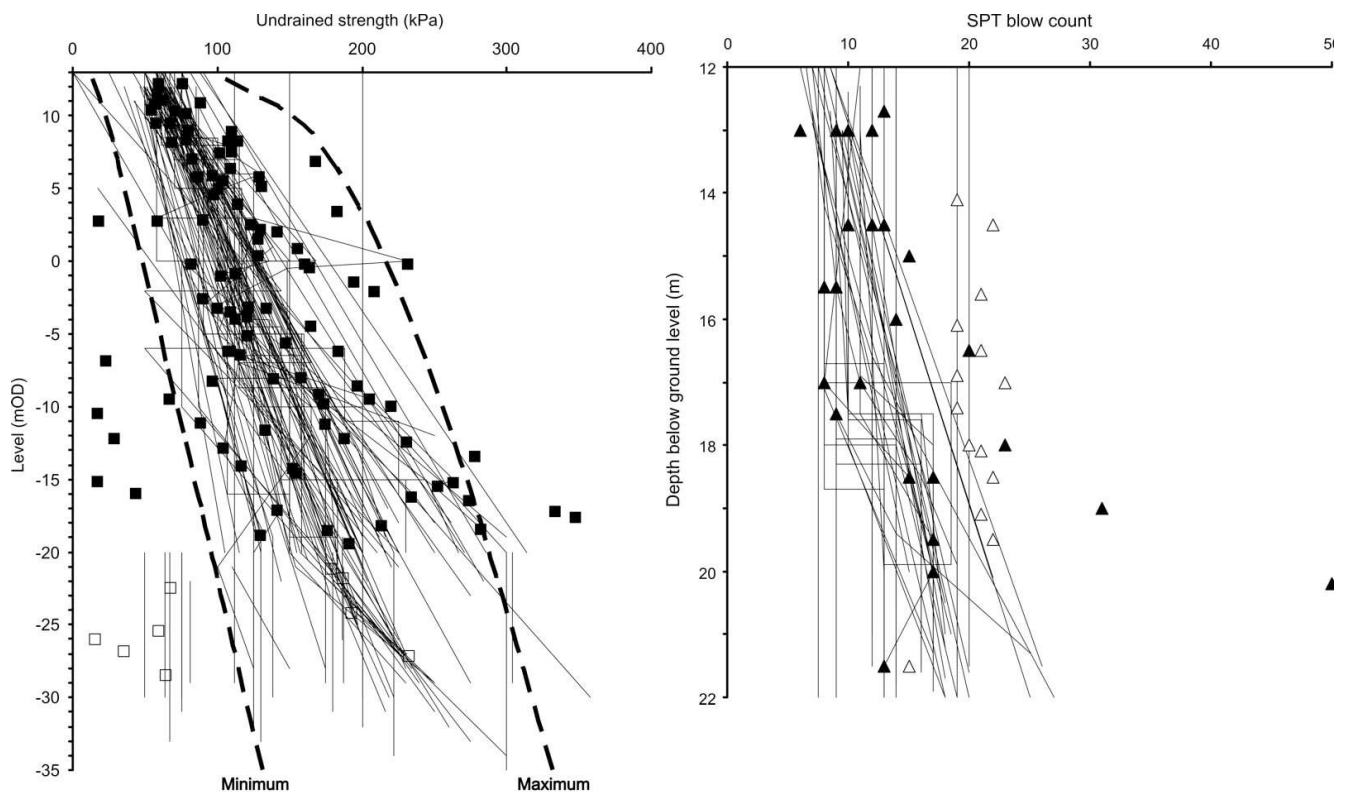 Undrained strength (kPa)
0 100 200 300 400
10
5
0
-5
-10
-15
-20
-25
-30
-35
Level (mOD)
Minimum
Maximum
SPT blow count
0 10 20 30 40 50
12
14
16
18
20
22
Depth below ground level (m)